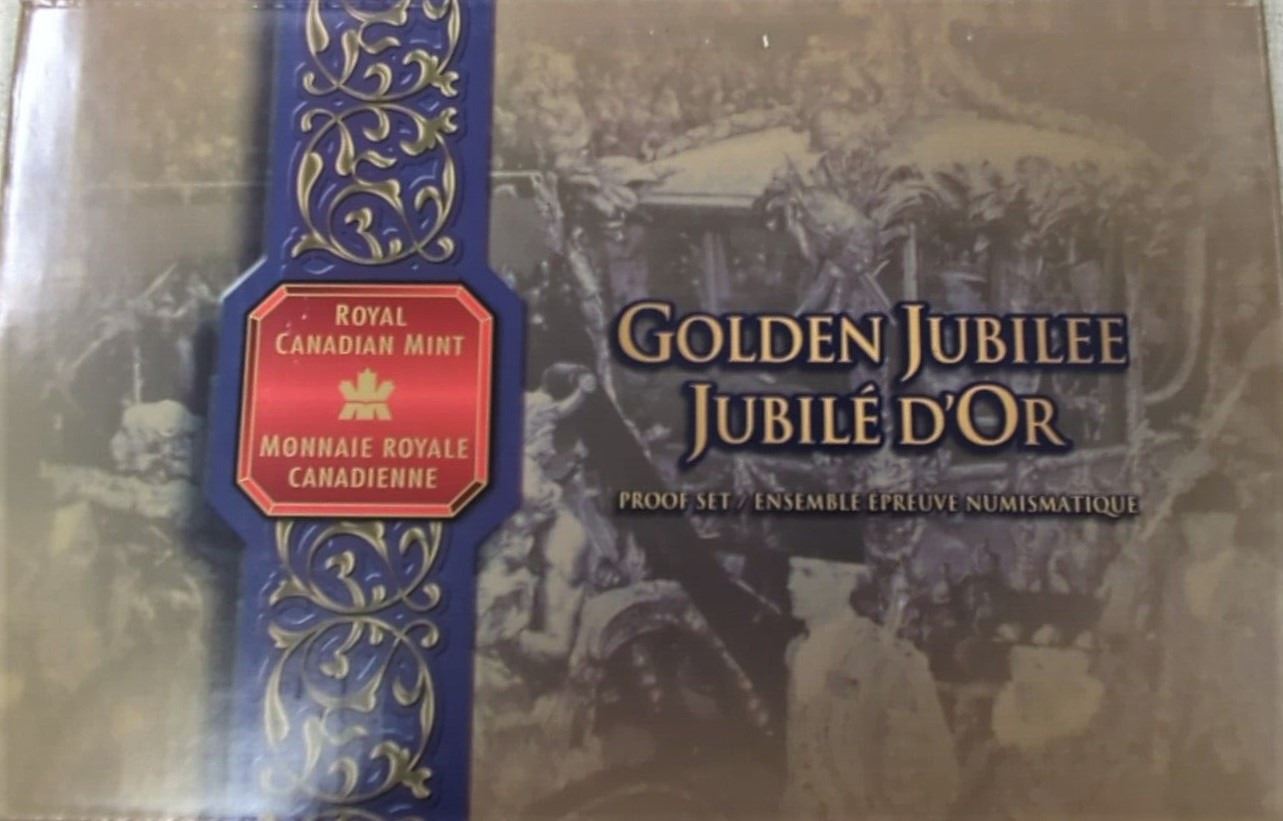 ROYAL
CANADIAN MINT
MONNAIE ROYALE
CANADIENNE
GOLDEN JUBILEE
JUBILÉ D'OR
PROOF SET / ENSEMBLE ÉPREUVE NUMISMATIQUE